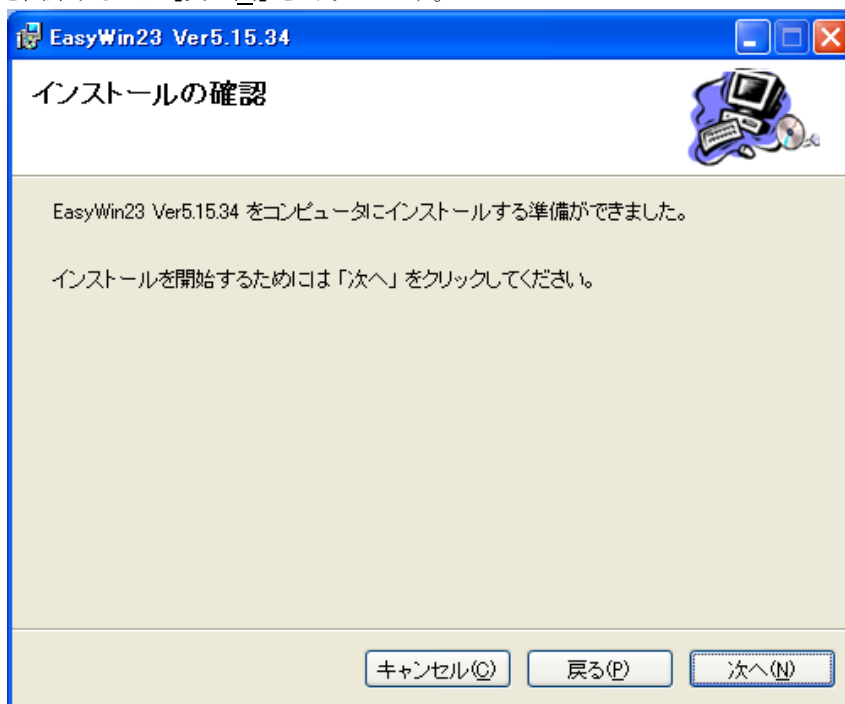 EasyWin23 Ver5.15.34
インストールの確認
EasyWin23 Ver5.15.34 をコンピュータにインストールする準備ができました。
インストールを開始するためには「次へ」をクリックしてください。
キャンセル(C) 戻る(P) 次へ(N)